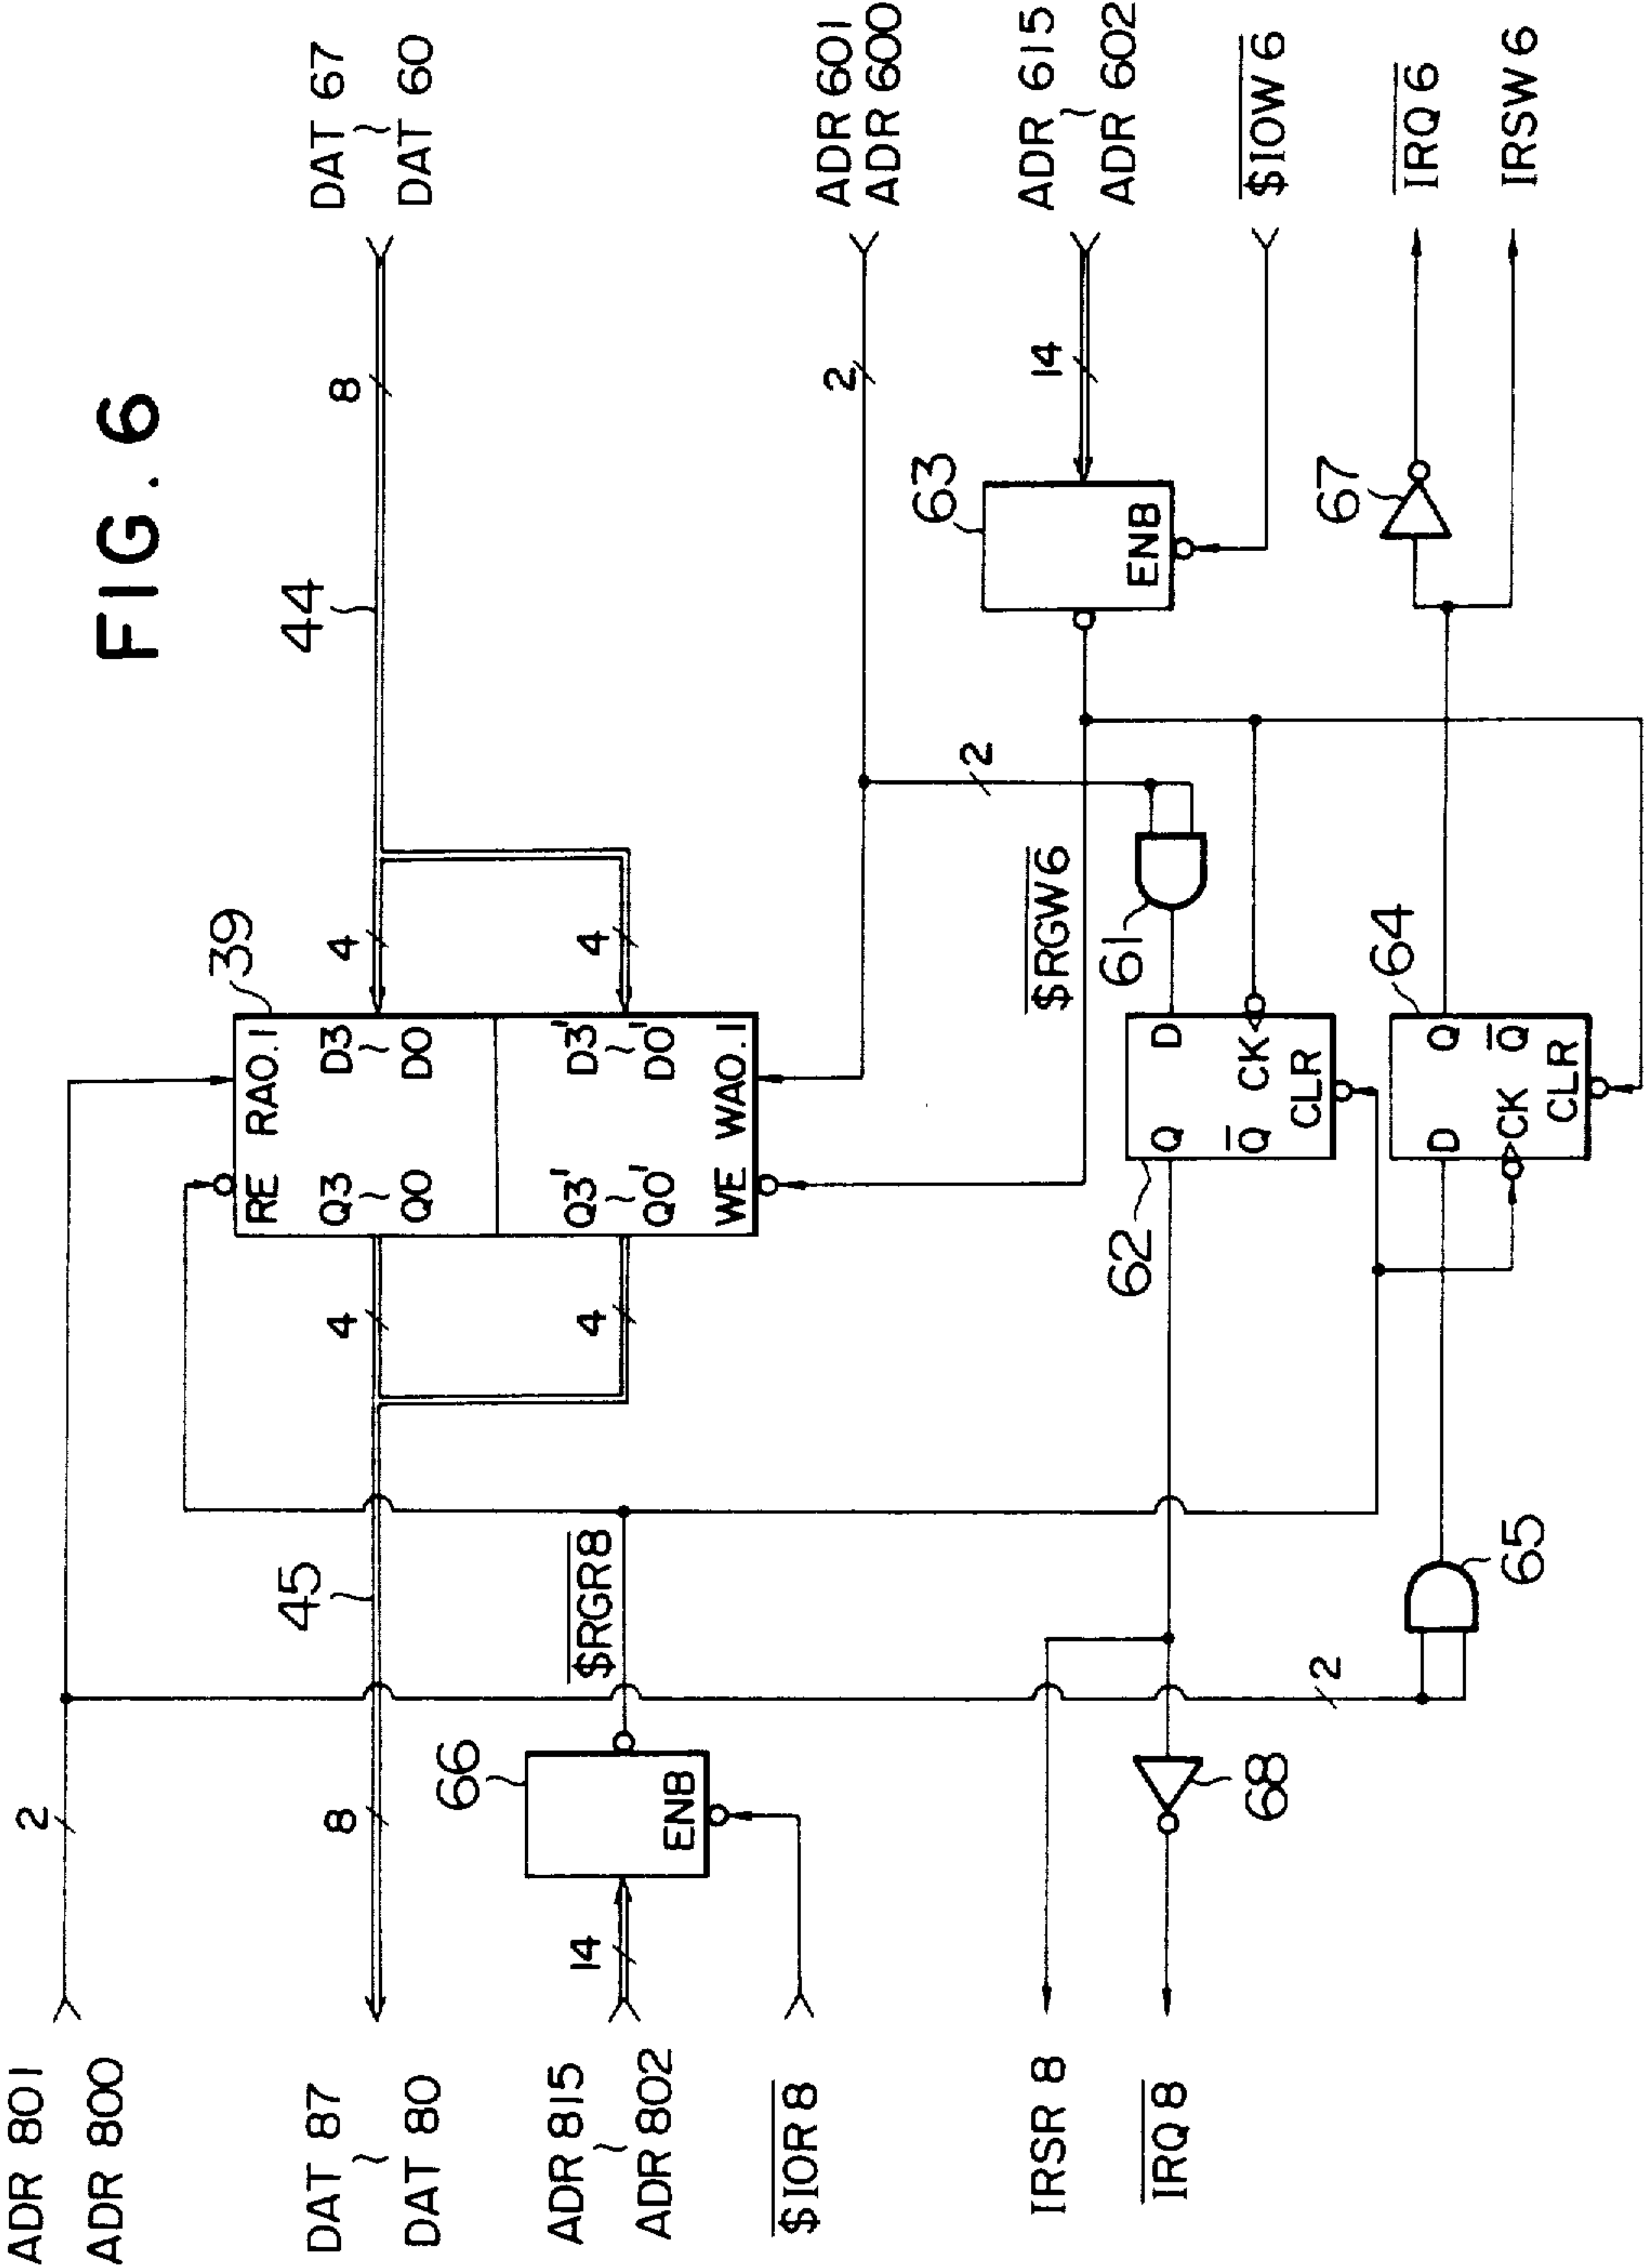 FIG. 6
ADR 801
ADR 800
2
DAT 87
~
DAT 80
8
45
4
4
ADR 815
~
ADR 802
14
66
ENB
$IOR 8
$RGR8
IRSR 8
IRQ 8
68
65
2
39
RE RA0.1
Q3 D3
~ ~
Q0 D0
Q3' D3'
~ ~
Q0' D0'
WE WA0.1
4
4
44
8
DAT 67
~
DAT 60
ADR 601
ADR 600
2
2
ADR 615
~
ADR 602
14
63
ENB
$IOW 6
$RGW6
61
62
Q D
Q CK
CLR
64
D Q
CK Q
CLR
67
IRQ 6
IRSW 6